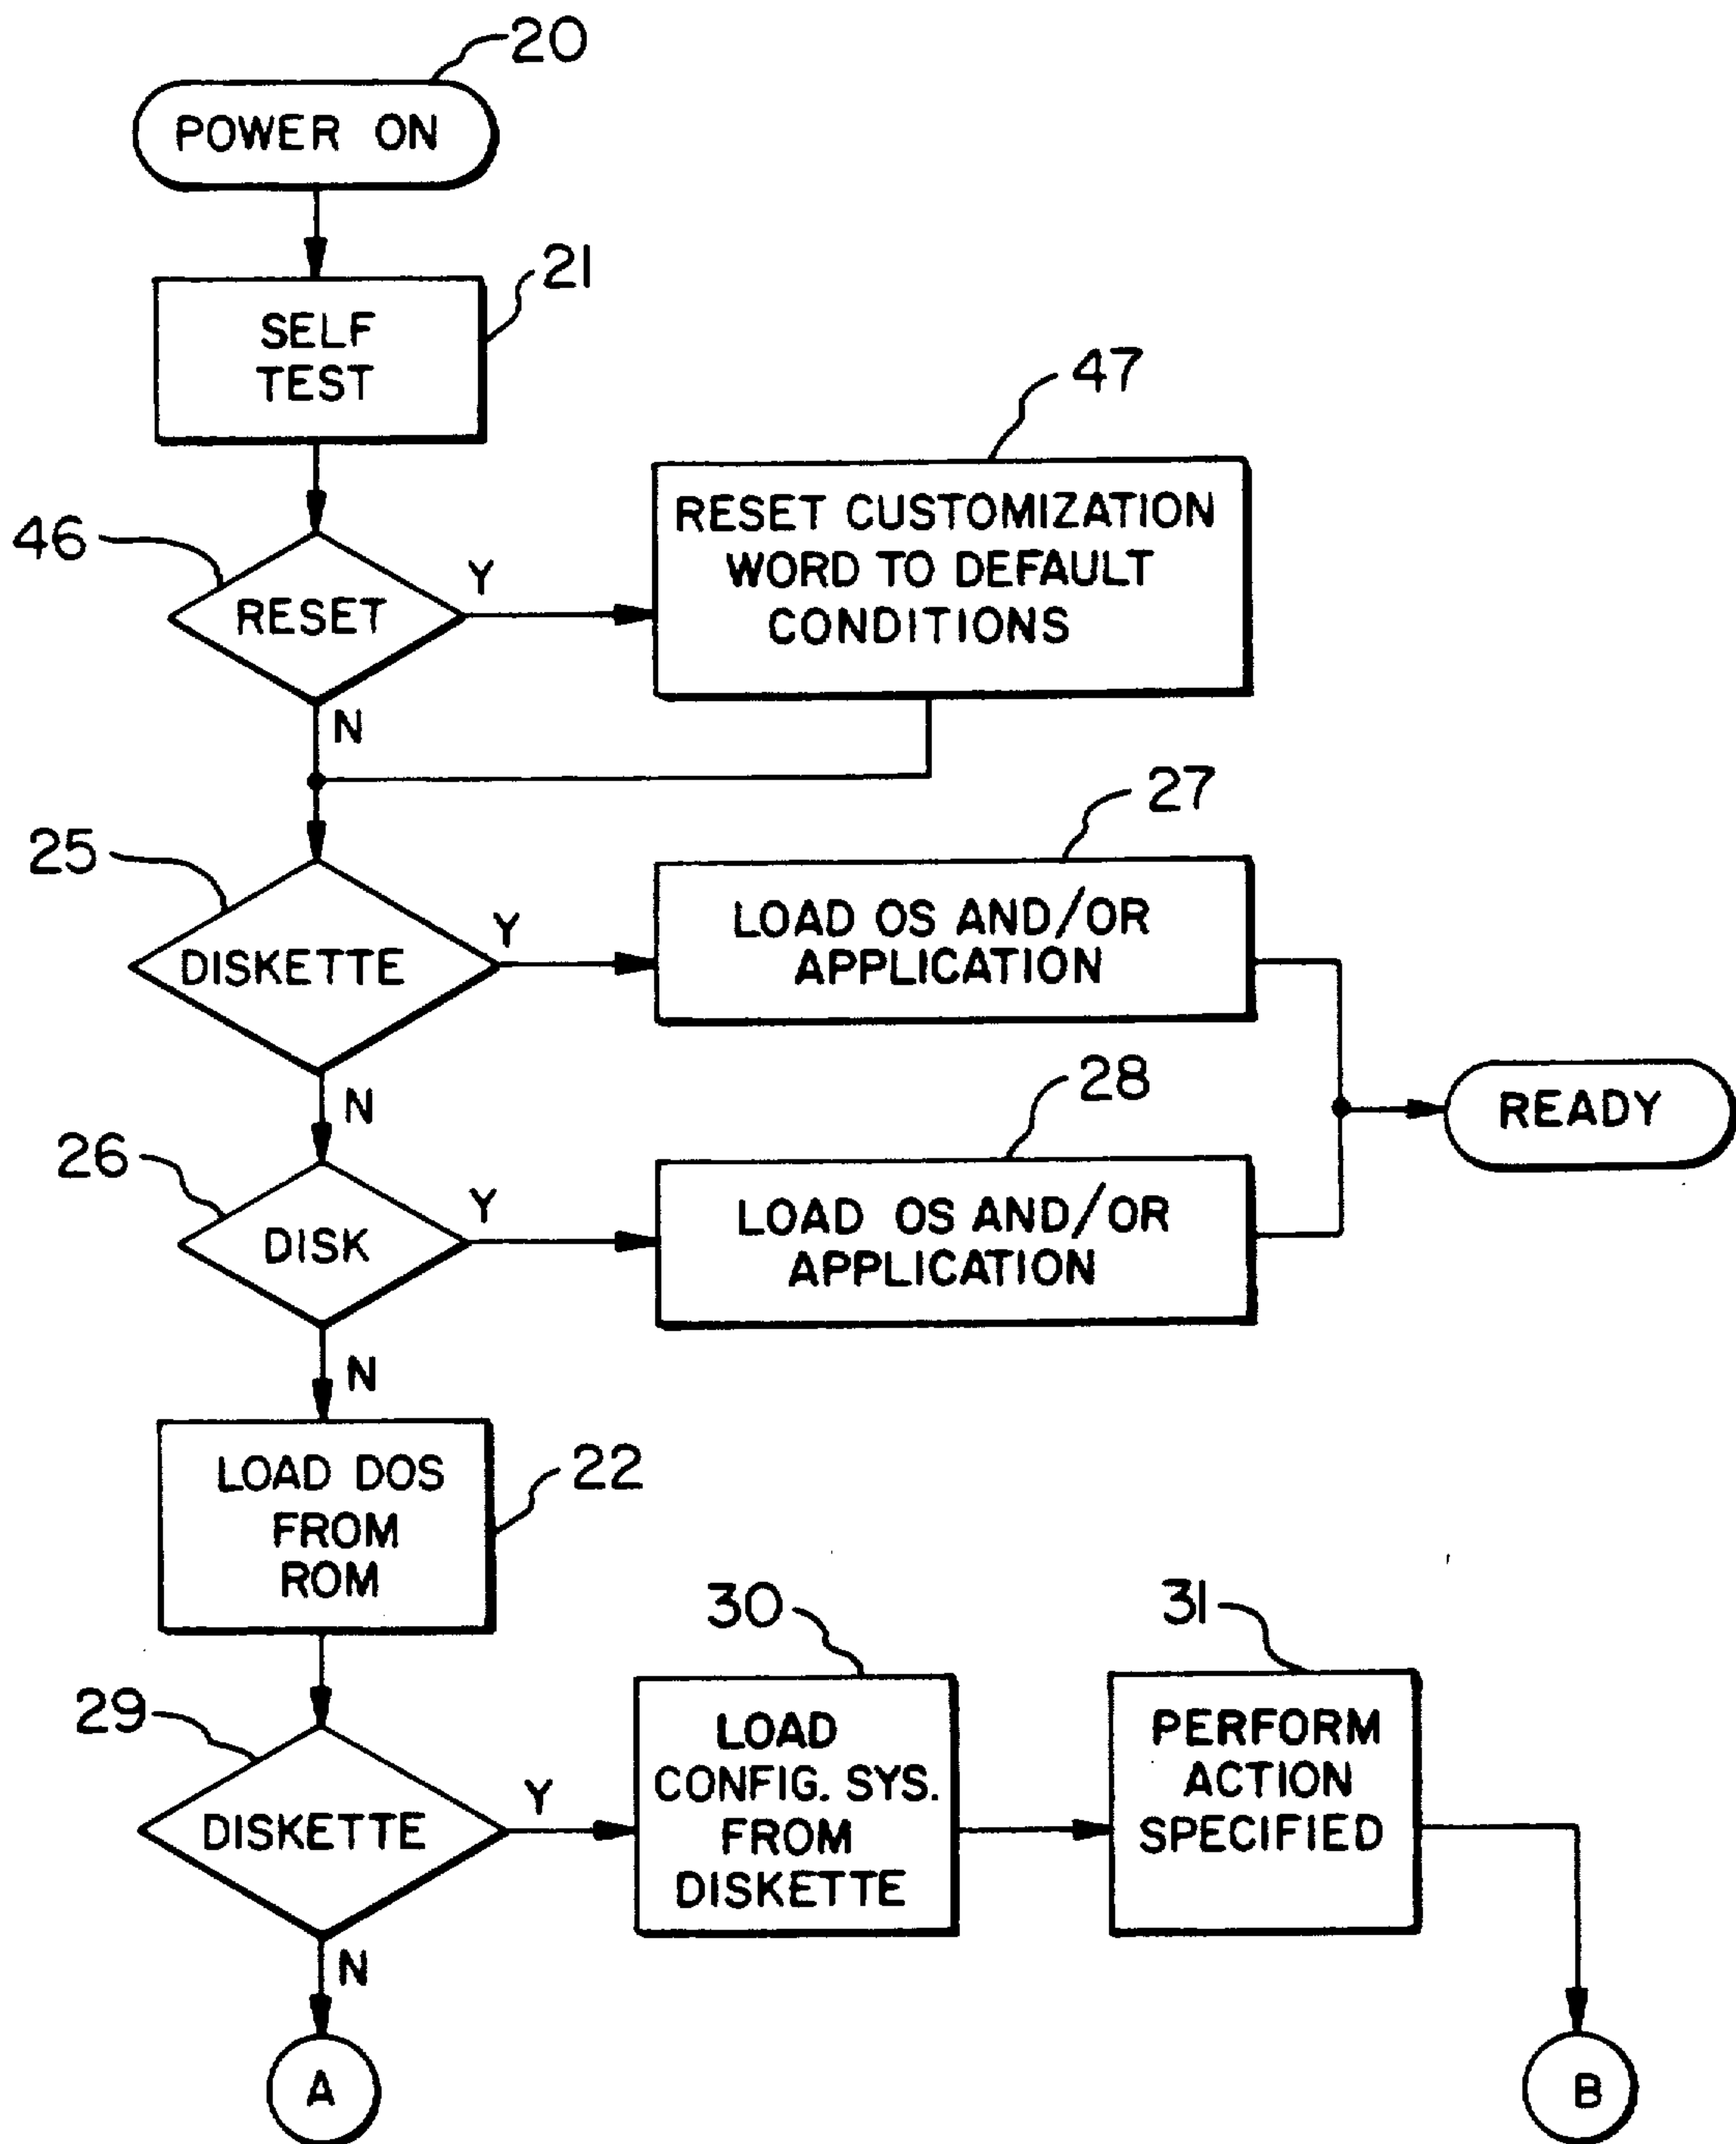 20
POWER ON
21
SELF
TEST
47
RESET CUSTOMIZATION
WORD TO DEFAULT
CONDITIONS
46
RESET
Y
N
27
25
DISKETTE
Y
LOAD OS AND/OR
APPLICATION
N
28
READY
26
DISK
Y
LOAD OS AND/OR
APPLICATION
N
LOAD DOS
FROM
ROM
22
30
31
29
DISKETTE
Y
LOAD
CONFIG. SYS.
FROM
DISKETTE
PERFORM
ACTION
SPECIFIED
N
A
B